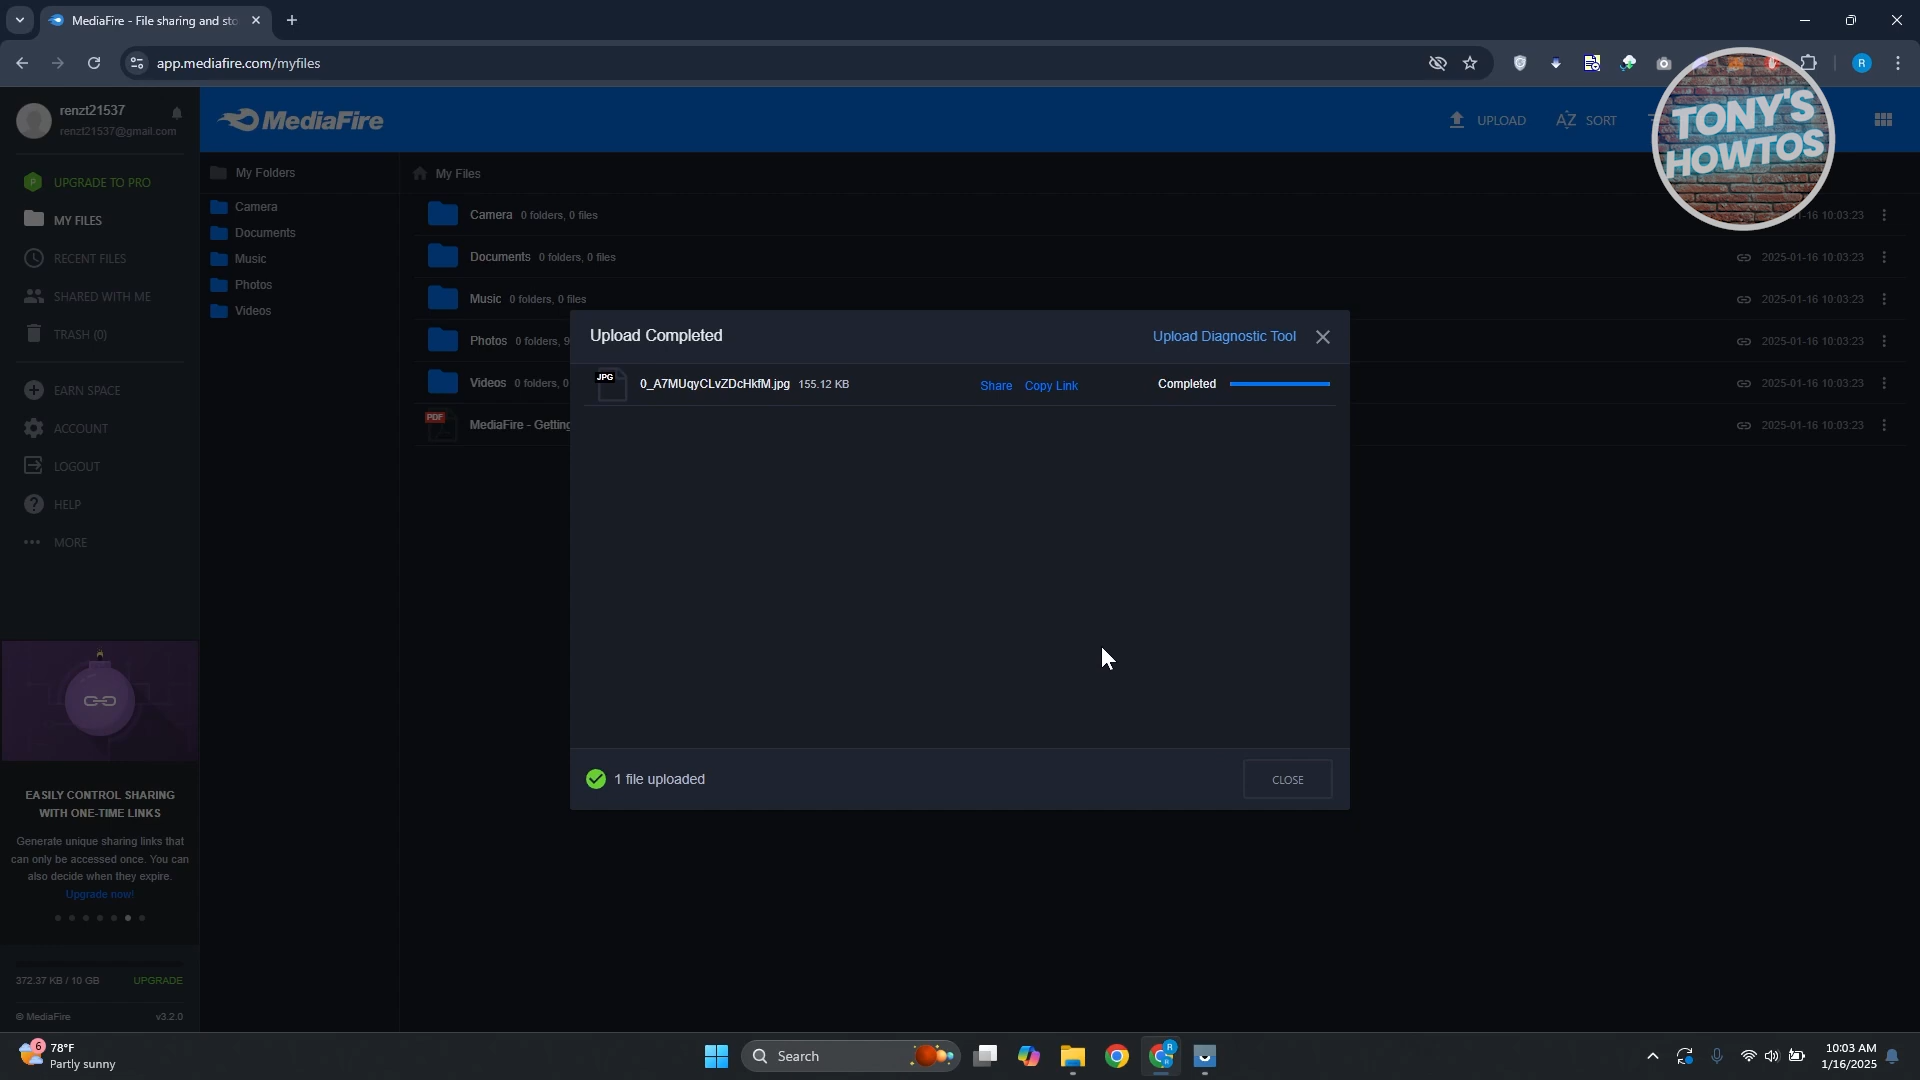 MediaFire - File sharing and sto
app.mediafire.com/myfiles
R
renzt21537
renzt21537@gmail.com
MediaFire
UPLOAD
AZ SORT
TONY'S
HOWTOS
UPGRADE TO PRO
MY FILES
RECENT FILES
SHARED WITH ME
TRASH (0)
EARN SPACE
ACCOUNT
LOGOUT
HELP
MORE
My Folders
Camera
Documents
Music
Photos
Videos
My Files
Camera 0 folders, 0 files
1-16 10:03:23
Documents 0 folders, 0 files
2025-01-16 10:03:23
Music 0 folders, 0 files
2025-01-16 10:03:23
Photos 0 folders, 9
2025-01-16 10:03:23
Videos 0 folders, 0
2025-01-16 10:03:23
PDF
MediaFire - Getting
2025-01-16 10:03:23
Upload Completed
Upload Diagnostic Tool
JPG
0_A7MUqyCLvZDcHkfM.jpg 155.12 KB
Share Copy Link
Completed
1 file uploaded
CLOSE
EASILY CONTROL SHARING
WITH ONE-TIME LINKS
Generate unique sharing links that
can only be accessed once. You can
also decide when they expire.
Upgrade now!
372.37 KB / 10 GB
UPGRADE
© MediaFire
v3.2.0
6
78°F
Partly sunny
Search
R
10:03 AM
1/16/2025